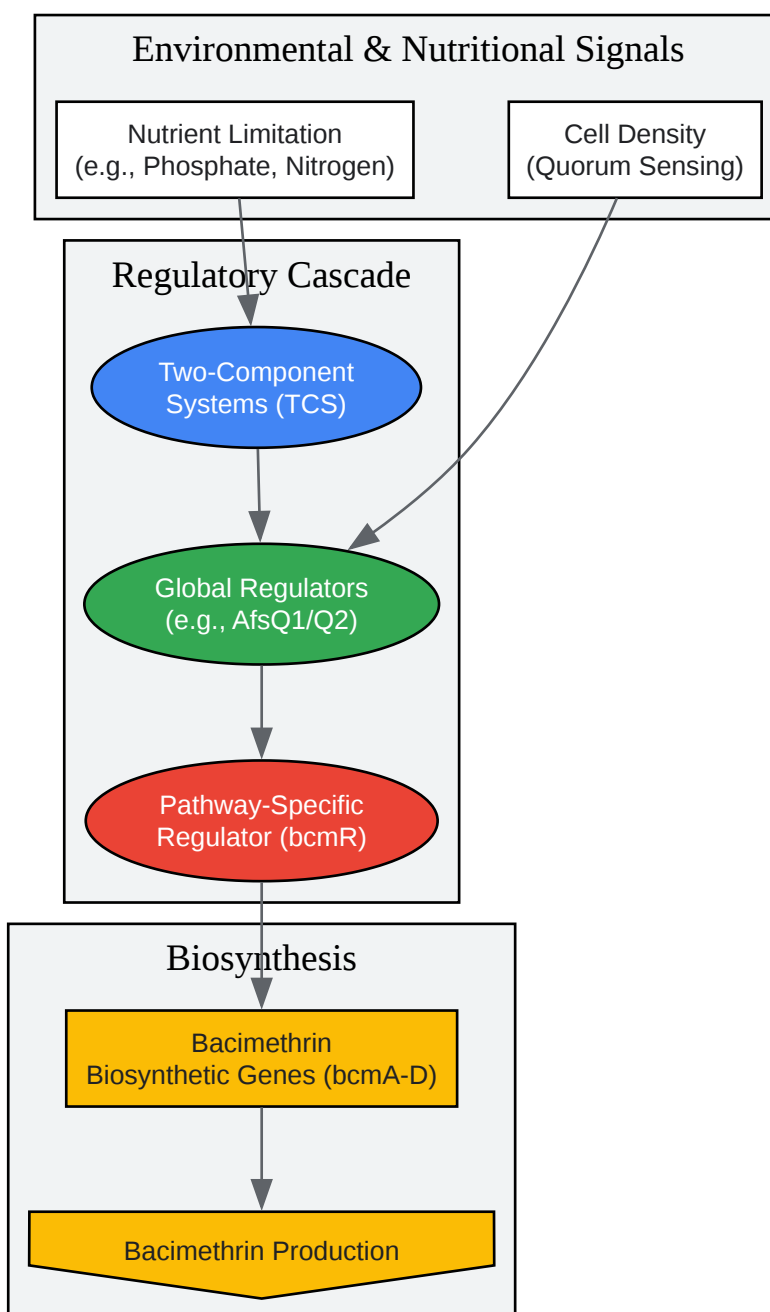 Environmental & Nutritional Signals
Nutrient Limitation
(e.g., Phosphate, Nitrogen)
Cell Density
(Quorum Sensing)
Regulatory Cascade
Two-Component
Systems (TCS)
Global Regulators
(e.g., AfsQ1/Q2)
Pathway-Specific
Regulator (bcmR)
Biosynthesis
Bacimethrin
Biosynthetic Genes (bcmA-D)
Bacimethrin Production